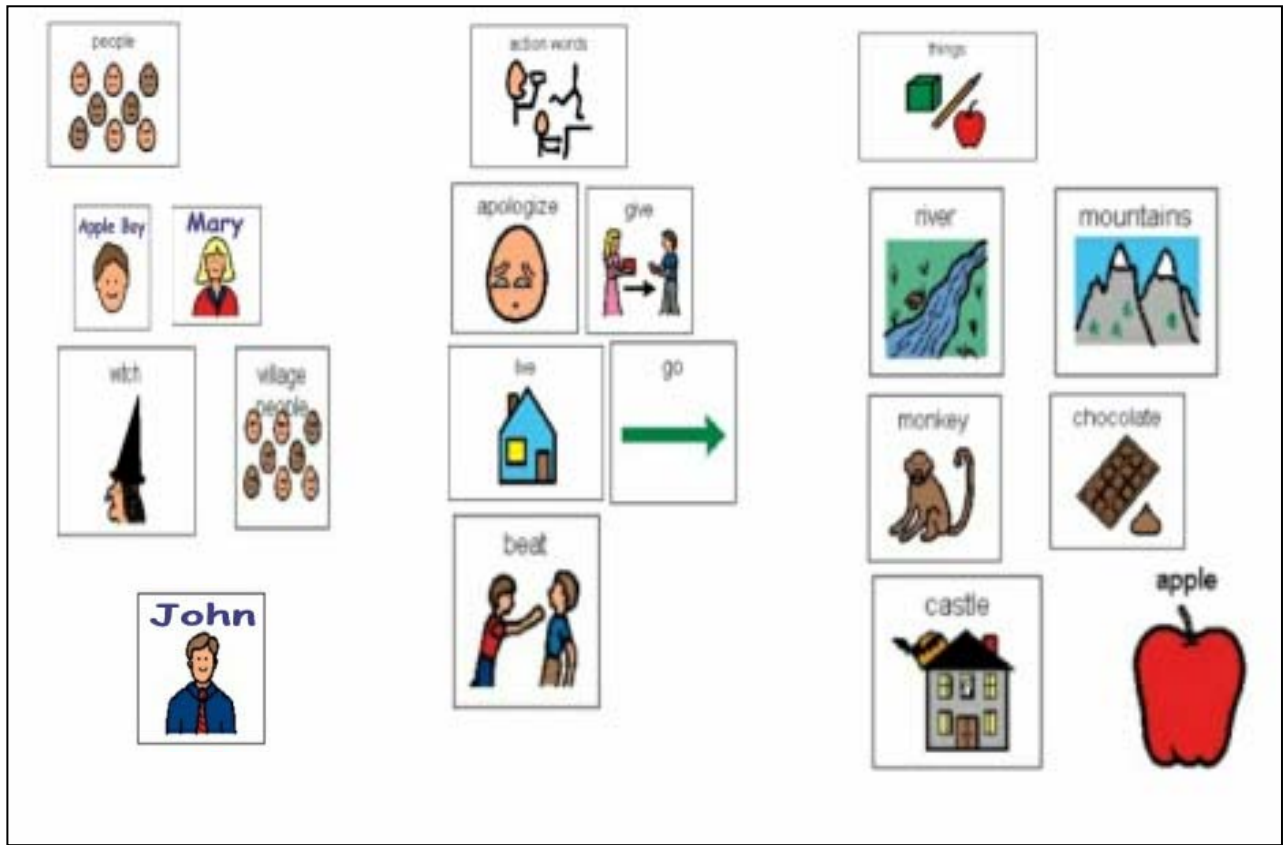 people
action words
things
Apple Boy
Mary
apologize
give
river
mountains
witch
village
people
live
go
monkey
chocolate
beat
castle
apple
John